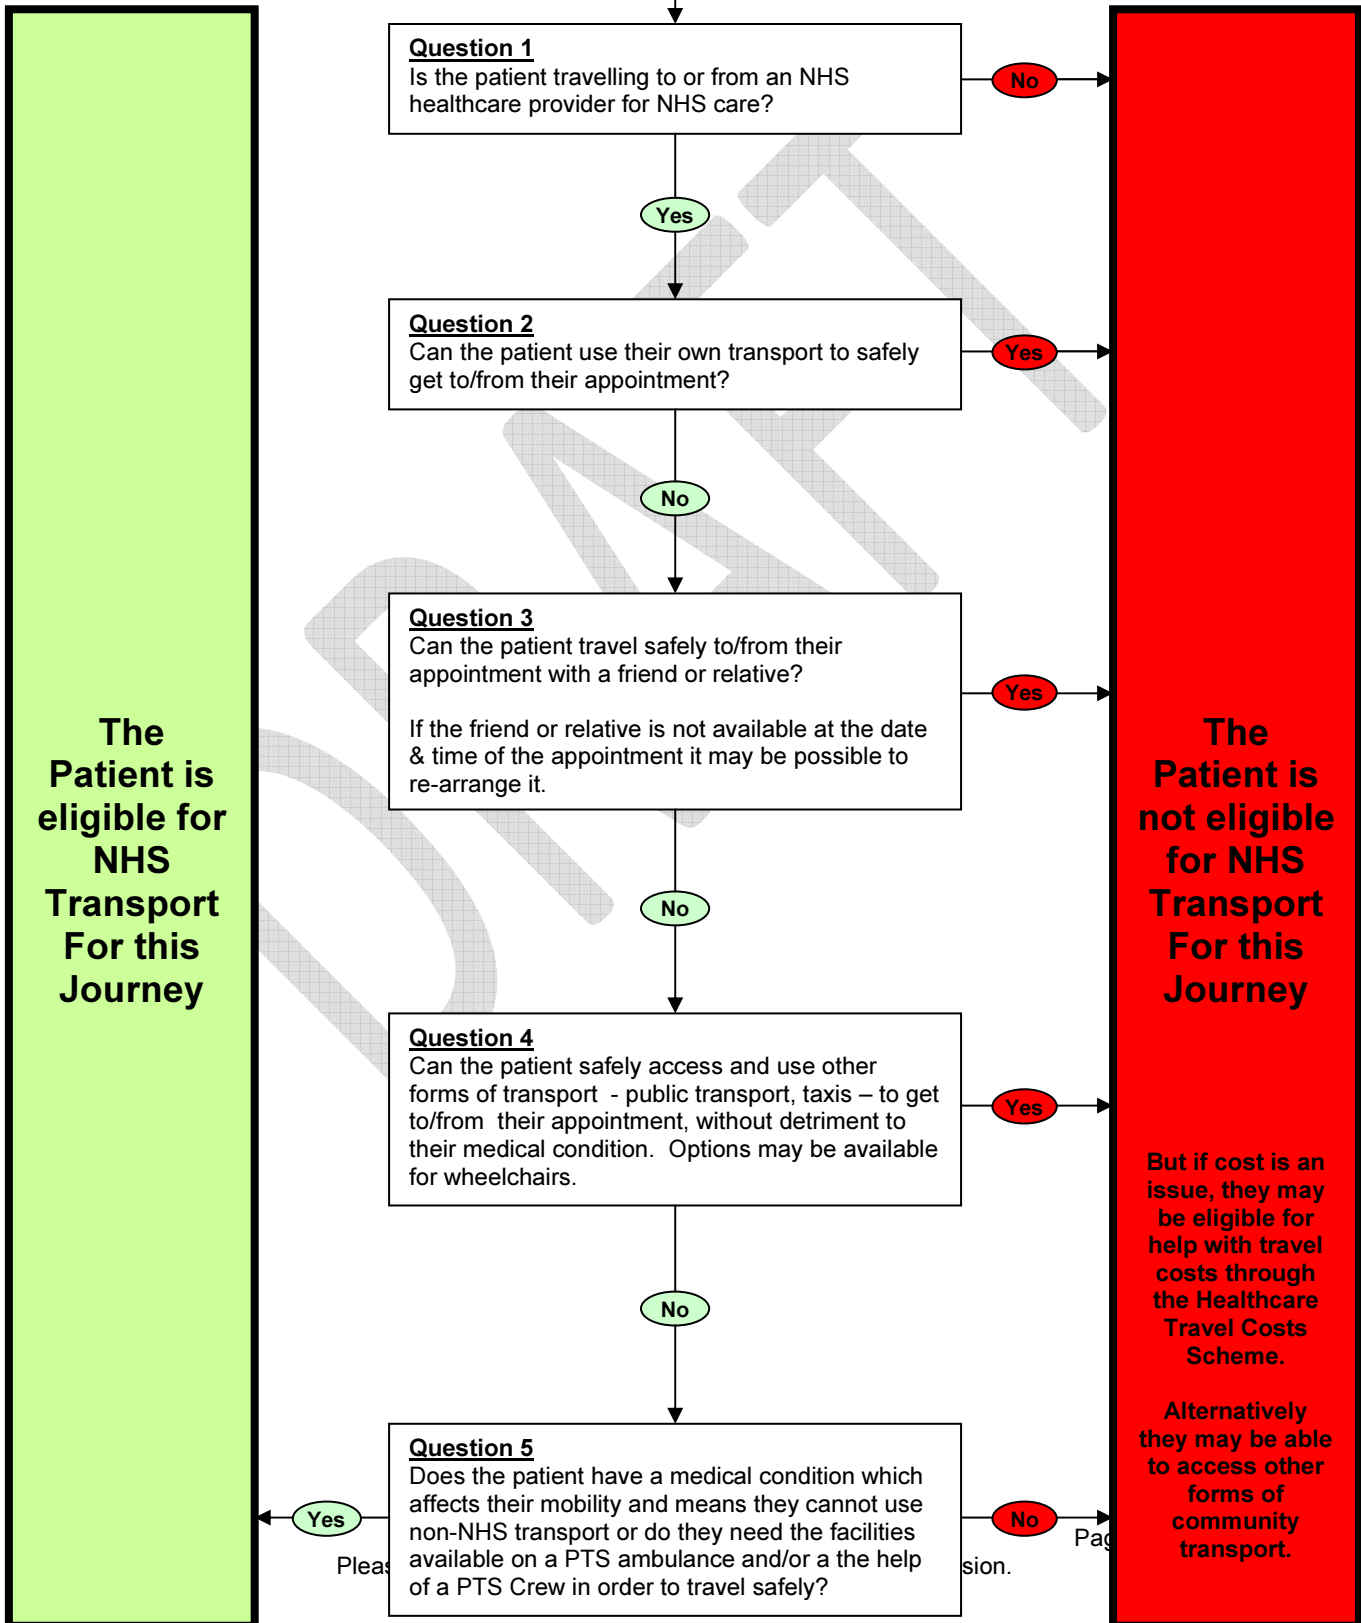 Question 1
Is the patient travelling to or from an NHS
healthcare provider for NHS care?
No
Yes
Question 2
Can the patient use their own transport to safely
get to/from their appointment?
Yes
No
Question 3
Can the patient travel safely to/from their
appointment with a friend or relative?
If the friend or relative is not available at the date
& time of the appointment it may be possible to
re-arrange it.
Yes
No
Question 4
Can the patient safely access and use other
forms of transport - public transport, taxis – to get
to/from their appointment, without detriment to
their medical condition. Options may be available
for wheelchairs.
Yes
No
Question 5
Does the patient have a medical condition which
affects their mobility and means they cannot use
non-NHS transport or do they need the facilities
available on a PTS ambulance and/or a the help
of a PTS Crew in order to travel safely?
Yes
No
The
Patient is
eligible for
NHS
Transport
For this
Journey
The
Patient is
not eligible
for NHS
Transport
For this
Journey
But if cost is an
issue, they may
be eligible for
help with travel
costs through
the Healthcare
Travel Costs
Scheme.
Alternatively
they may be able
to access other
forms of
community
transport.
DRAFT